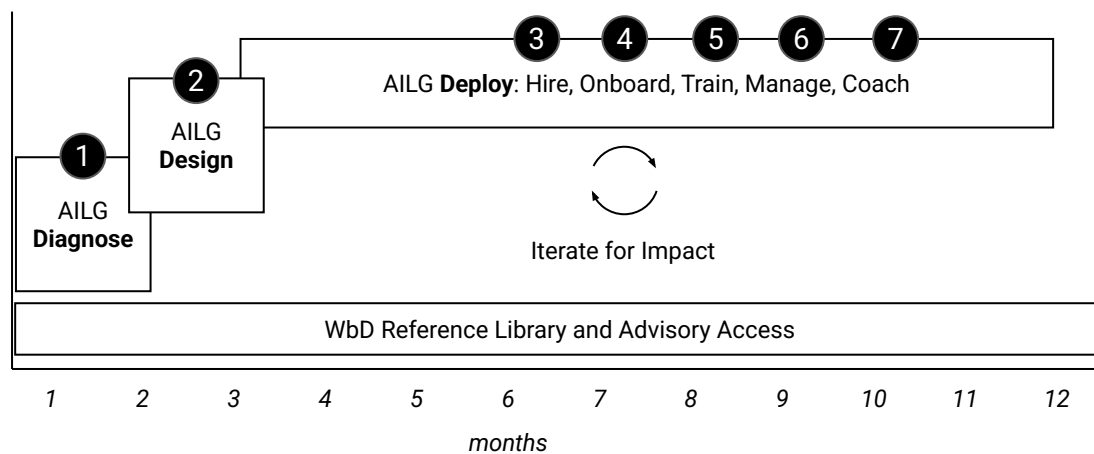 3 4 5 6 7
AILG Deploy: Hire, Onboard, Train, Manage, Coach
2
AILG
Design
1
AILG
Diagnose
Iterate for Impact
WbD Reference Library and Advisory Access
1 2 3 4 5 6 7 8 9 10 11 12
months